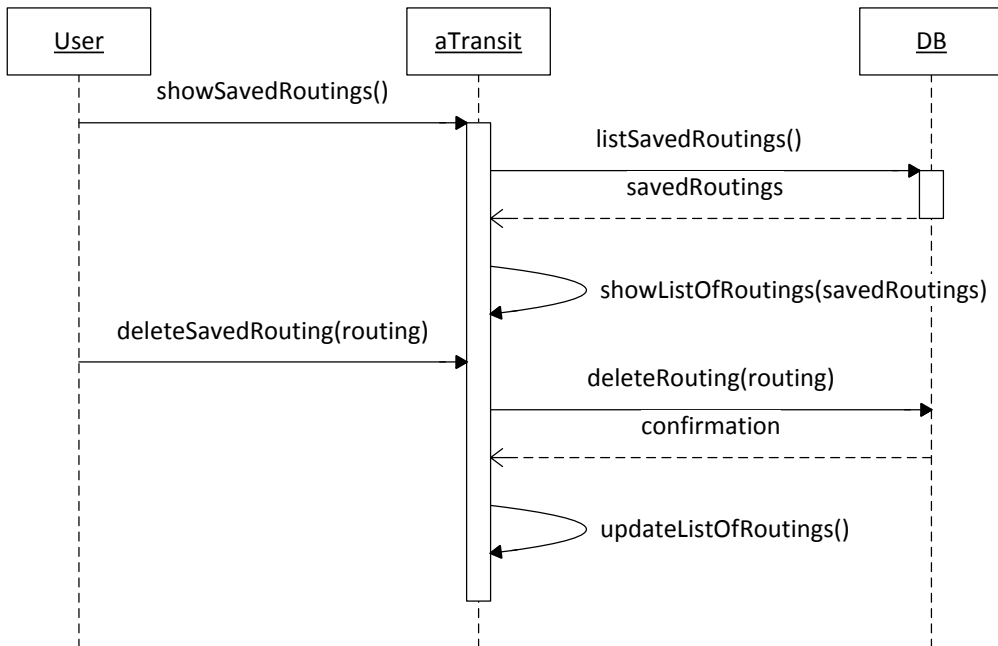 User
aTransit
DB
showSavedRoutings()
listSavedRoutings()
savedRoutings
showListOfRoutings(savedRoutings)
deleteSavedRouting(routing)
deleteRouting(routing)
confirmation
updateListOfRoutings()